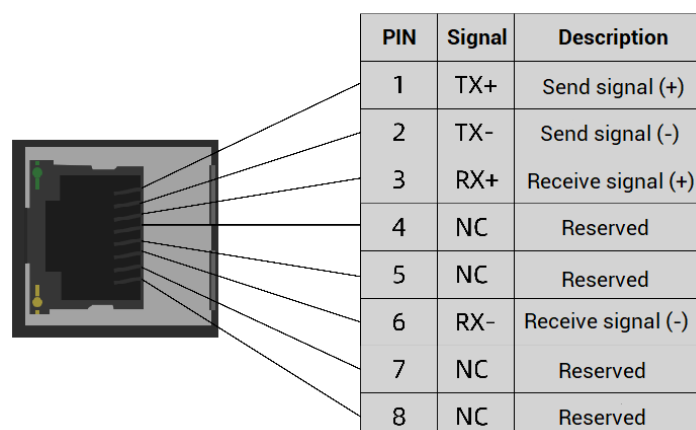 PIN Signal Description
1 TX+ Send signal (+)
2 TX- Send signal (-)
3 RX+ Receive signal (+)
4 NC Reserved
5 NC Reserved
6 RX- Receive signal (-)
7 NC Reserved
8 NC Reserved